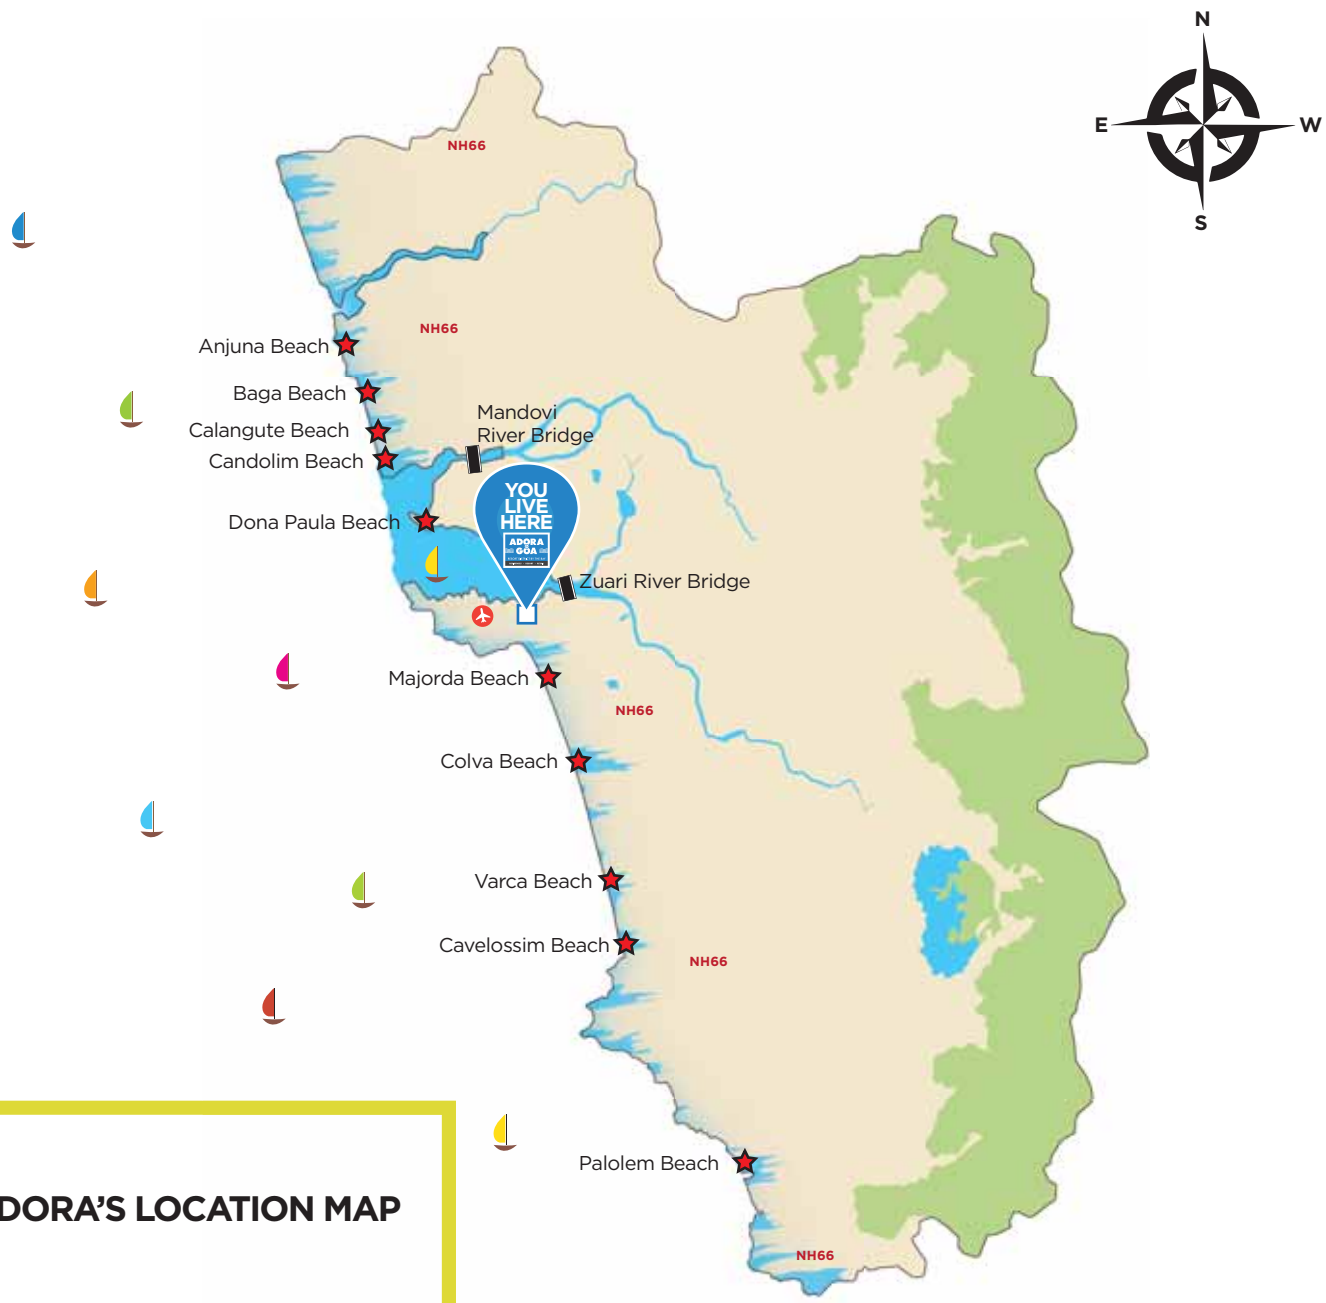 N
E
W
S
NH66
NH66
Anjuna Beach
Baga Beach
Calangute Beach
Candolim Beach
Mandovi
River Bridge
Dona Paula Beach
YOU
LIVE
HERE
ADORA
GOA
Zuari River Bridge
Majorda Beach
NH66
Colva Beach
Varca Beach
Cavelossim Beach
NH66
Palolem Beach
DORA'S LOCATION MAP
NH66